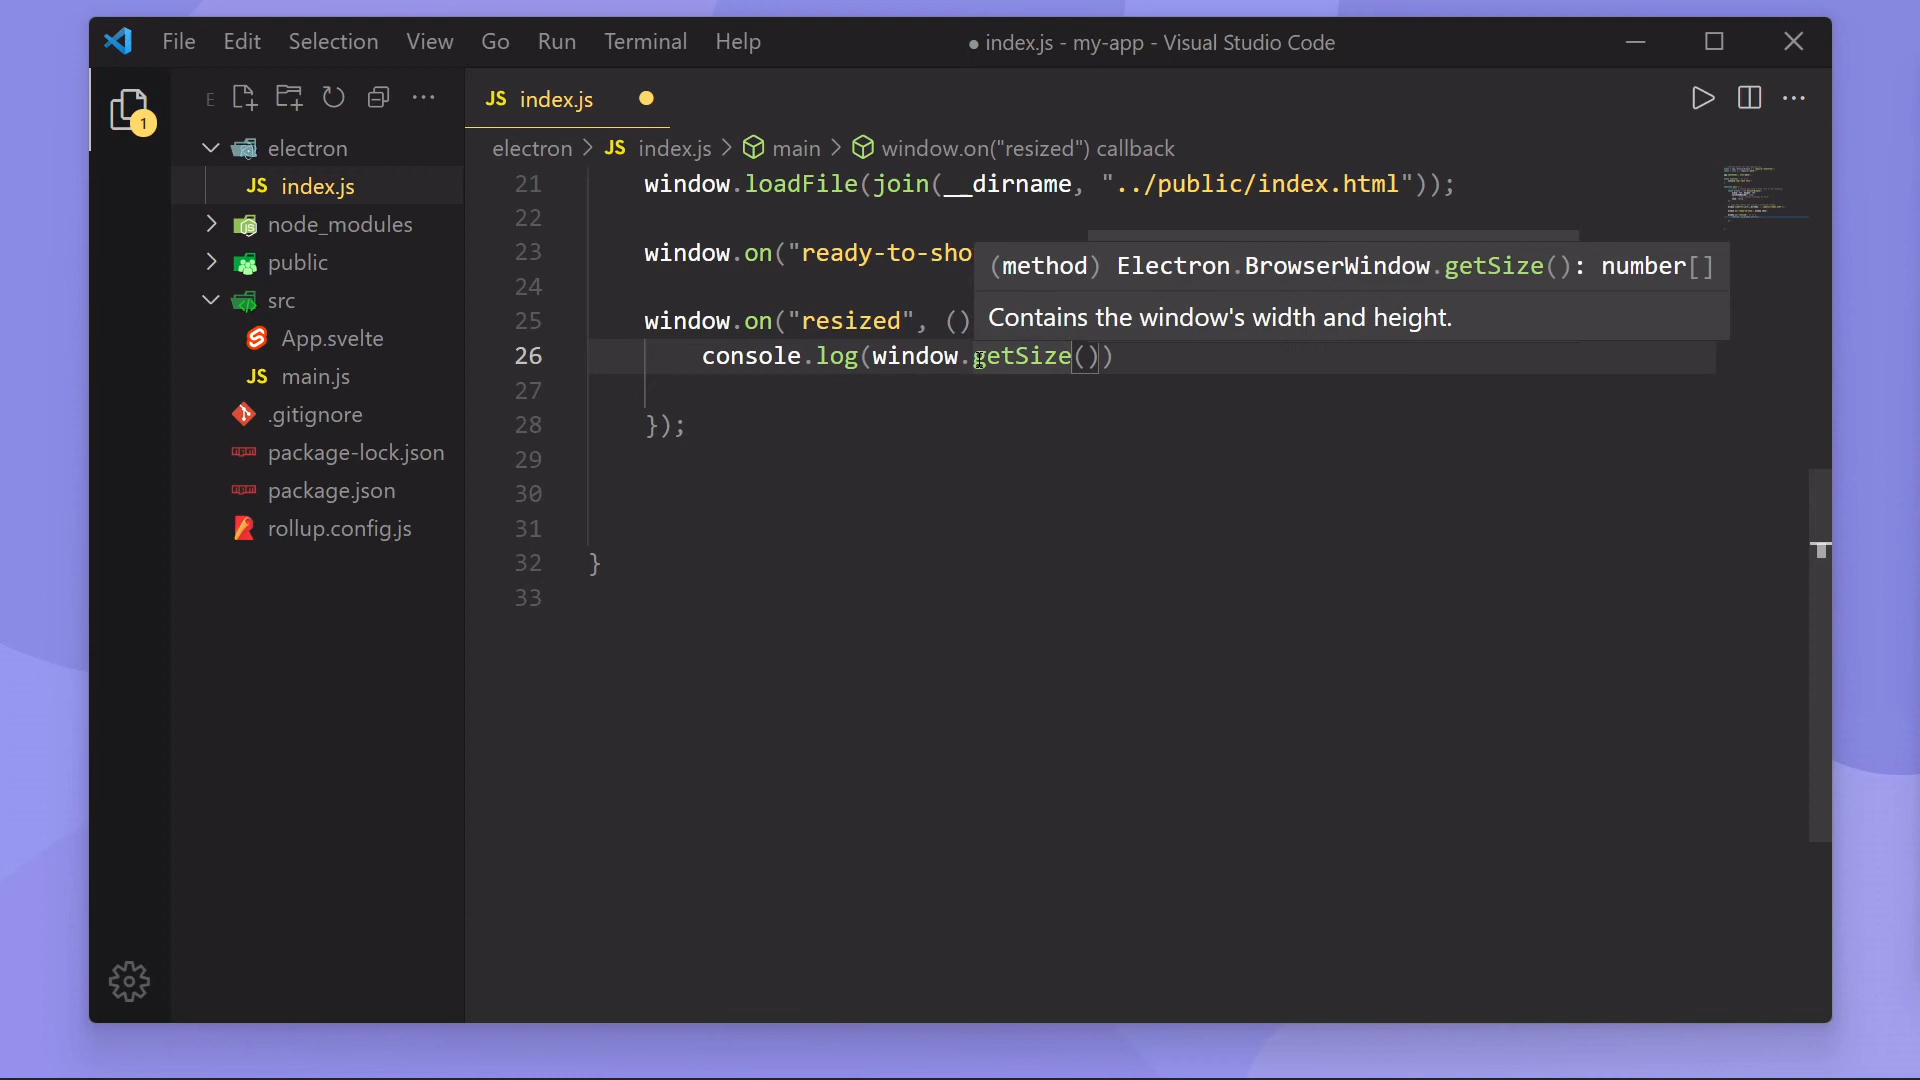 File Edit Selection View Go Run Terminal Help
● index.js - my-app - Visual Studio Code
1
E
electron
JS index.js
node_modules
public
src
App.svelte
JS main.js
.gitignore
package-lock.json
package.json
rollup.config.js
JS index.js
electron > JS index.js > main > window.on("resized") callback
21 window.loadFile(join(__dirname, "../public/index.html"));
22
23 window.on("ready-to-sho
(method) Electron.BrowserWindow.getSize(): number[]
Contains the window's width and height.
24
25 window.on("resized", ()
26 console.log(window.getSize())
27
28 });
29
30
31
32 }
33